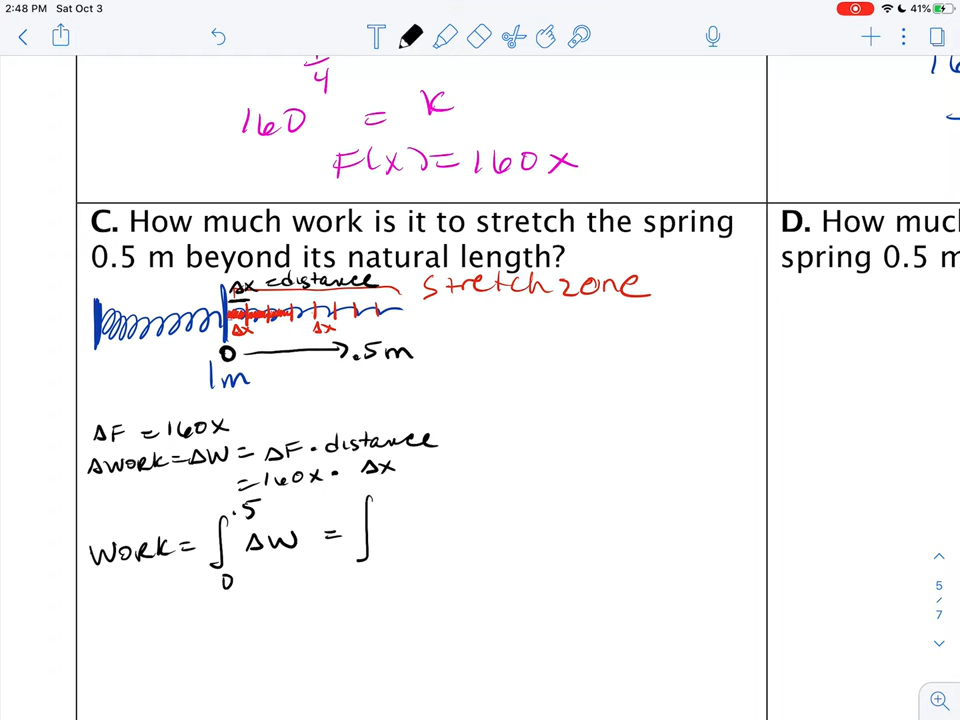 2:48 PM Sat Oct 3
41%
4
160 = K
F(x) = 160x
C. How much work is it to stretch the spring
0.5 m beyond its natural length?
D. How muc
spring 0.5 m
Δx = distance
stretch zone
Δx
Δx
0
.5m
1m
ΔF = 160x
ΔWORK = ΔW = ΔF · distance
= 160x · Δx
WORK = ∫ 0 .5 ΔW = ∫
5
/
7